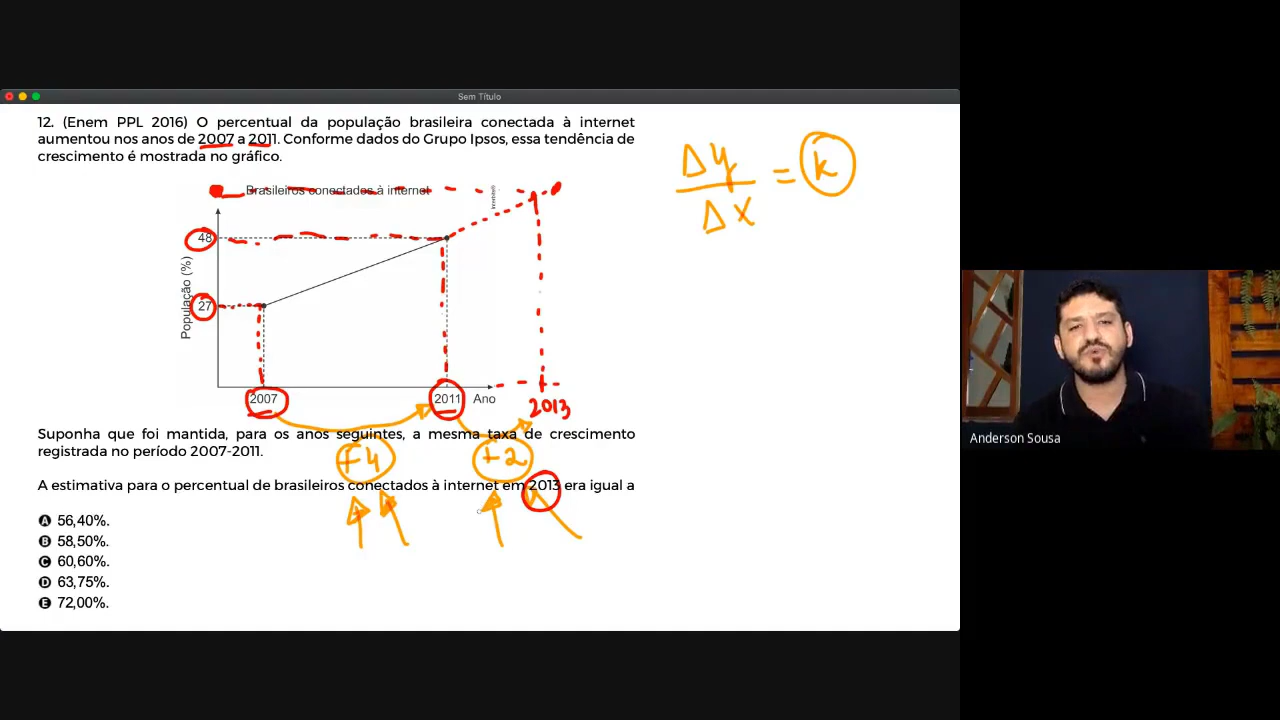 Sem Título
12. (Enem PPL 2016) O percentual da população brasileira conectada à internet
aumentou nos anos de 2007 a 2011. Conforme dados do Grupo Ipsos, essa tendência de
crescimento é mostrada no gráfico.
Brasileiros conectados à internet
48
27
População (%)
2007
2011
Ano
2013
Δy
Δx
= k
Suponha que foi mantida, para os anos seguintes, a mesma taxa de crescimento
registrada no período 2007-2011.
+4
+2
A estimativa para o percentual de brasileiros conectados à internet em 2013 era igual a
A 56,40%.
B 58,50%.
C 60,60%.
D 63,75%.
E 72,00%.
Anderson Sousa